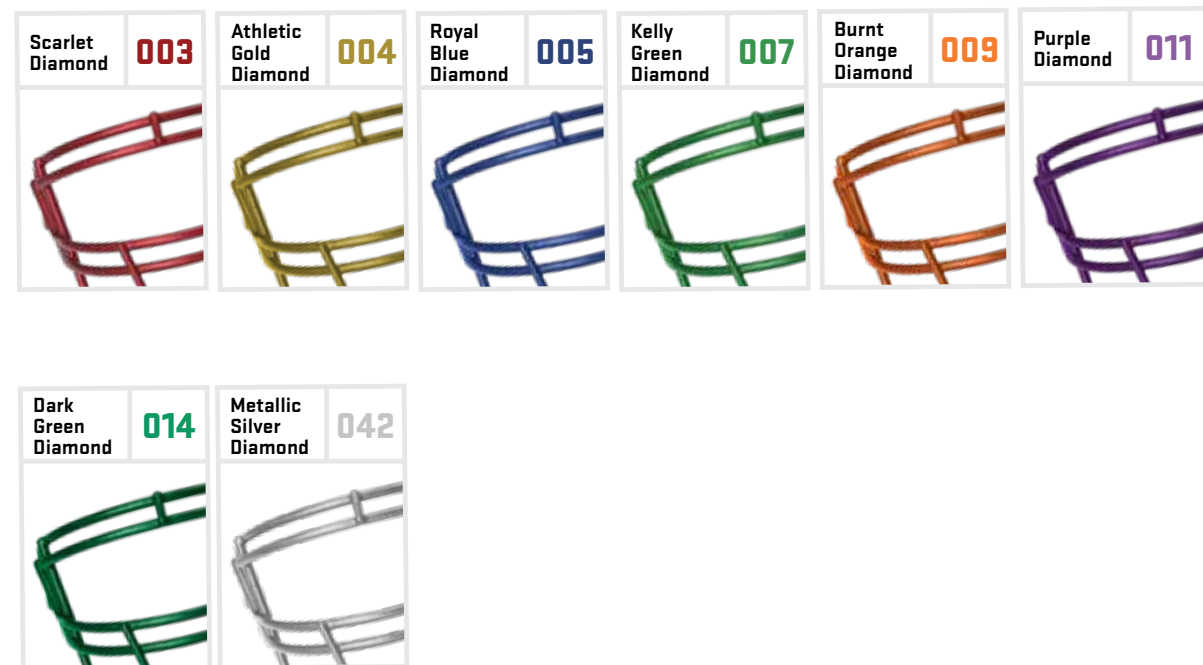 Scarlet
Diamond
003
Athletic
Gold
Diamond
004
Royal
Blue
Diamond
005
Kelly
Green
Diamond
007
Burnt
Orange
Diamond
009
Purple
Diamond
011
Dark
Green
Diamond
014
Metallic
Silver
Diamond
042